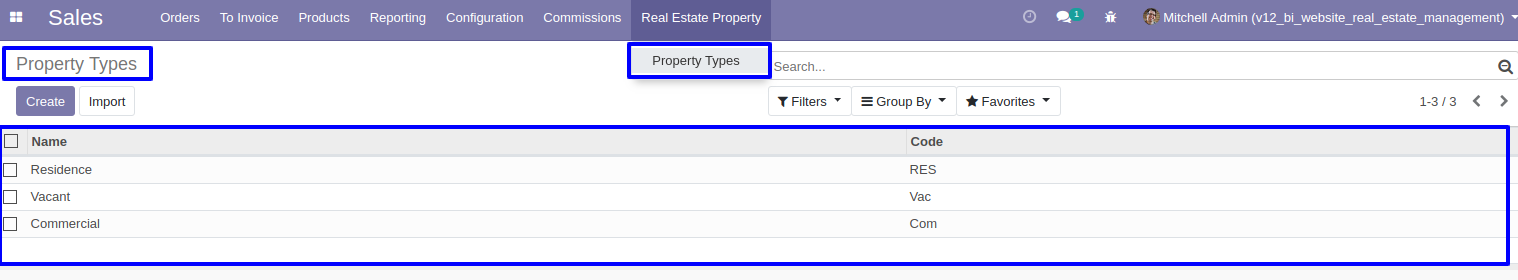 Sales Orders To Invoice Products Reporting Configuration Commissions Real Estate Property 1 Mitchell Admin (v12_bi_website_real_estate_management)
Property Types Property Types Search...
Create Import Filters Group By Favorites 1-3 / 3
Name Code
Residence RES
Vacant Vac
Commercial Com